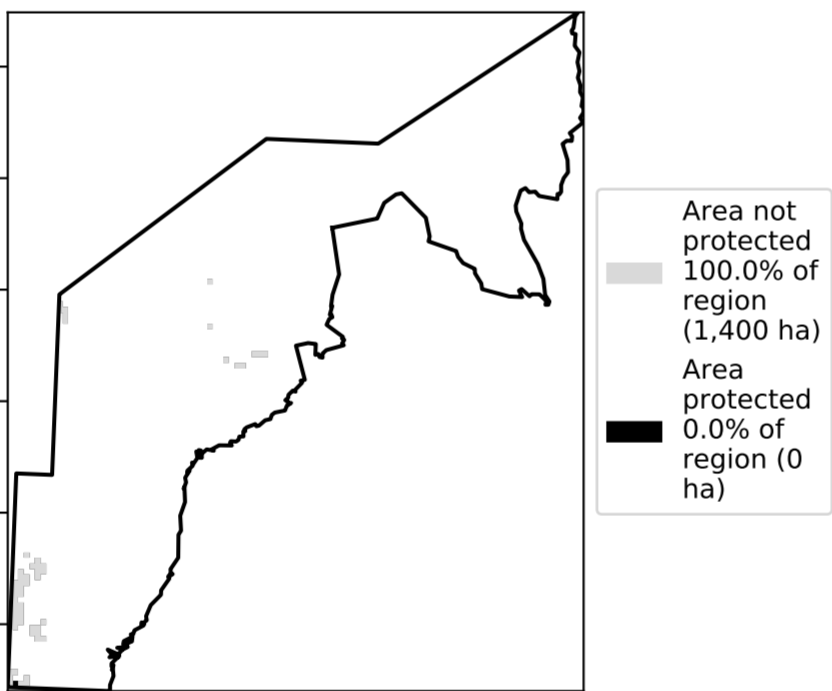 Area not
protected
100.0% of
region
(1,400 ha)
Area
protected
0.0% of
region (0
ha)